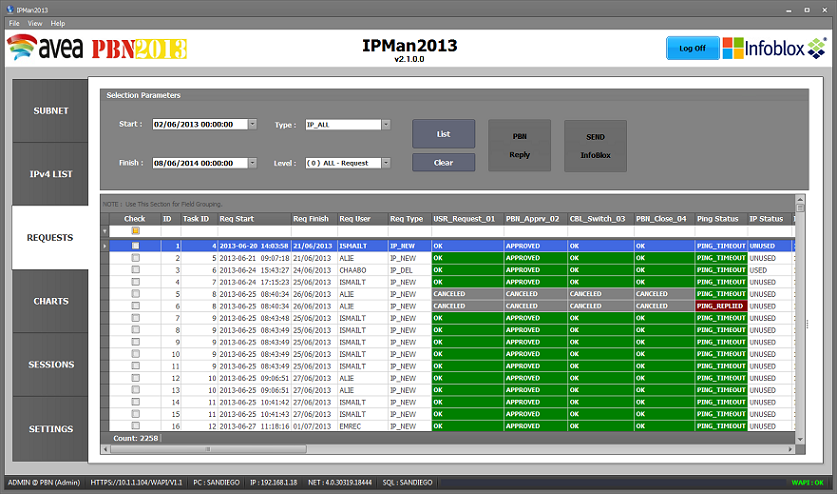 IPMan2013
File View Help
avea PBN2013
IPMan2013
v2.1.0.0
Log Off
Infoblox
SUBNET
IPv4 LIST
REQUESTS
CHARTS
SESSIONS
SETTINGS
Selection Parameters
Start : 02/06/2013 00:00:00 Type : IP_ALL List PBN Reply SEND InfoBlox
Finish : 08/06/2014 00:00:00 Level : ( 0 ) ALL - Request Clear
NOTE : Use This Section for Field Grouping.
Check ID Task ID Req Start Req Finish Req User Req Type USR_Request_01 PBN_Apprv_02 CBL_Switch_03 PBN_Close_04 Ping Status IP Status
1 4 2013-06-20 14:03:58 21/06/2013 ISMAILT IP_NEW OK APPROVED OK OK PING_TIMEOUT UNUSED
2 5 2013-06-21 09:07:18 21/06/2013 ALIE IP_NEW OK APPROVED OK OK PING_TIMEOUT UNUSED
3 6 2013-06-24 15:43:27 24/06/2013 CHAABO IP_DEL OK APPROVED OK OK PING_TIMEOUT USED
4 7 2013-06-24 17:15:23 25/06/2013 ISMAILT IP_NEW OK APPROVED OK OK PING_TIMEOUT UNUSED
5 8 2013-06-25 08:40:34 26/06/2013 ALIE IP_NEW CANCELED CANCELED CANCELED CANCELED PING_TIMEOUT UNUSED
6 8 2013-06-25 08:40:34 26/06/2013 ALIE IP_NEW CANCELED CANCELED CANCELED CANCELED PING_REPLIED UNUSED
7 9 2013-06-25 08:43:48 25/06/2013 ISMAILT IP_NEW OK APPROVED OK OK PING_TIMEOUT UNUSED
8 9 2013-06-25 08:43:49 25/06/2013 ISMAILT IP_NEW OK APPROVED OK OK PING_TIMEOUT UNUSED
9 9 2013-06-25 08:43:49 25/06/2013 ISMAILT IP_NEW OK APPROVED OK OK PING_TIMEOUT UNUSED
10 9 2013-06-25 08:43:49 25/06/2013 ISMAILT IP_NEW OK APPROVED OK OK PING_TIMEOUT UNUSED
11 9 2013-06-25 08:43:49 25/06/2013 ISMAILT IP_NEW OK APPROVED OK OK PING_TIMEOUT UNUSED
12 10 2013-06-25 09:06:51 27/06/2013 ALIE IP_NEW OK APPROVED OK OK PING_TIMEOUT UNUSED
13 10 2013-06-25 09:06:51 27/06/2013 ALIE IP_NEW OK APPROVED OK OK PING_TIMEOUT UNUSED
14 11 2013-06-25 10:41:42 27/06/2013 ISMAILT IP_NEW OK APPROVED OK OK PING_TIMEOUT UNUSED
15 11 2013-06-25 10:41:43 27/06/2013 ISMAILT IP_NEW OK APPROVED OK OK PING_TIMEOUT UNUSED
16 12 2013-06-27 11:18:16 01/07/2013 EMREC IP_NEW OK APPROVED OK OK PING_TIMEOUT UNUSED
Count: 2258
ADMIN @ PBN (Admin) HTTPS://10.1.1.104/WAPI/V1.1 PC : SANDIEGO IP : 192.168.1.18 NET : 4.0.30319.18444 SQL : SANDIEGO WAPI : OK